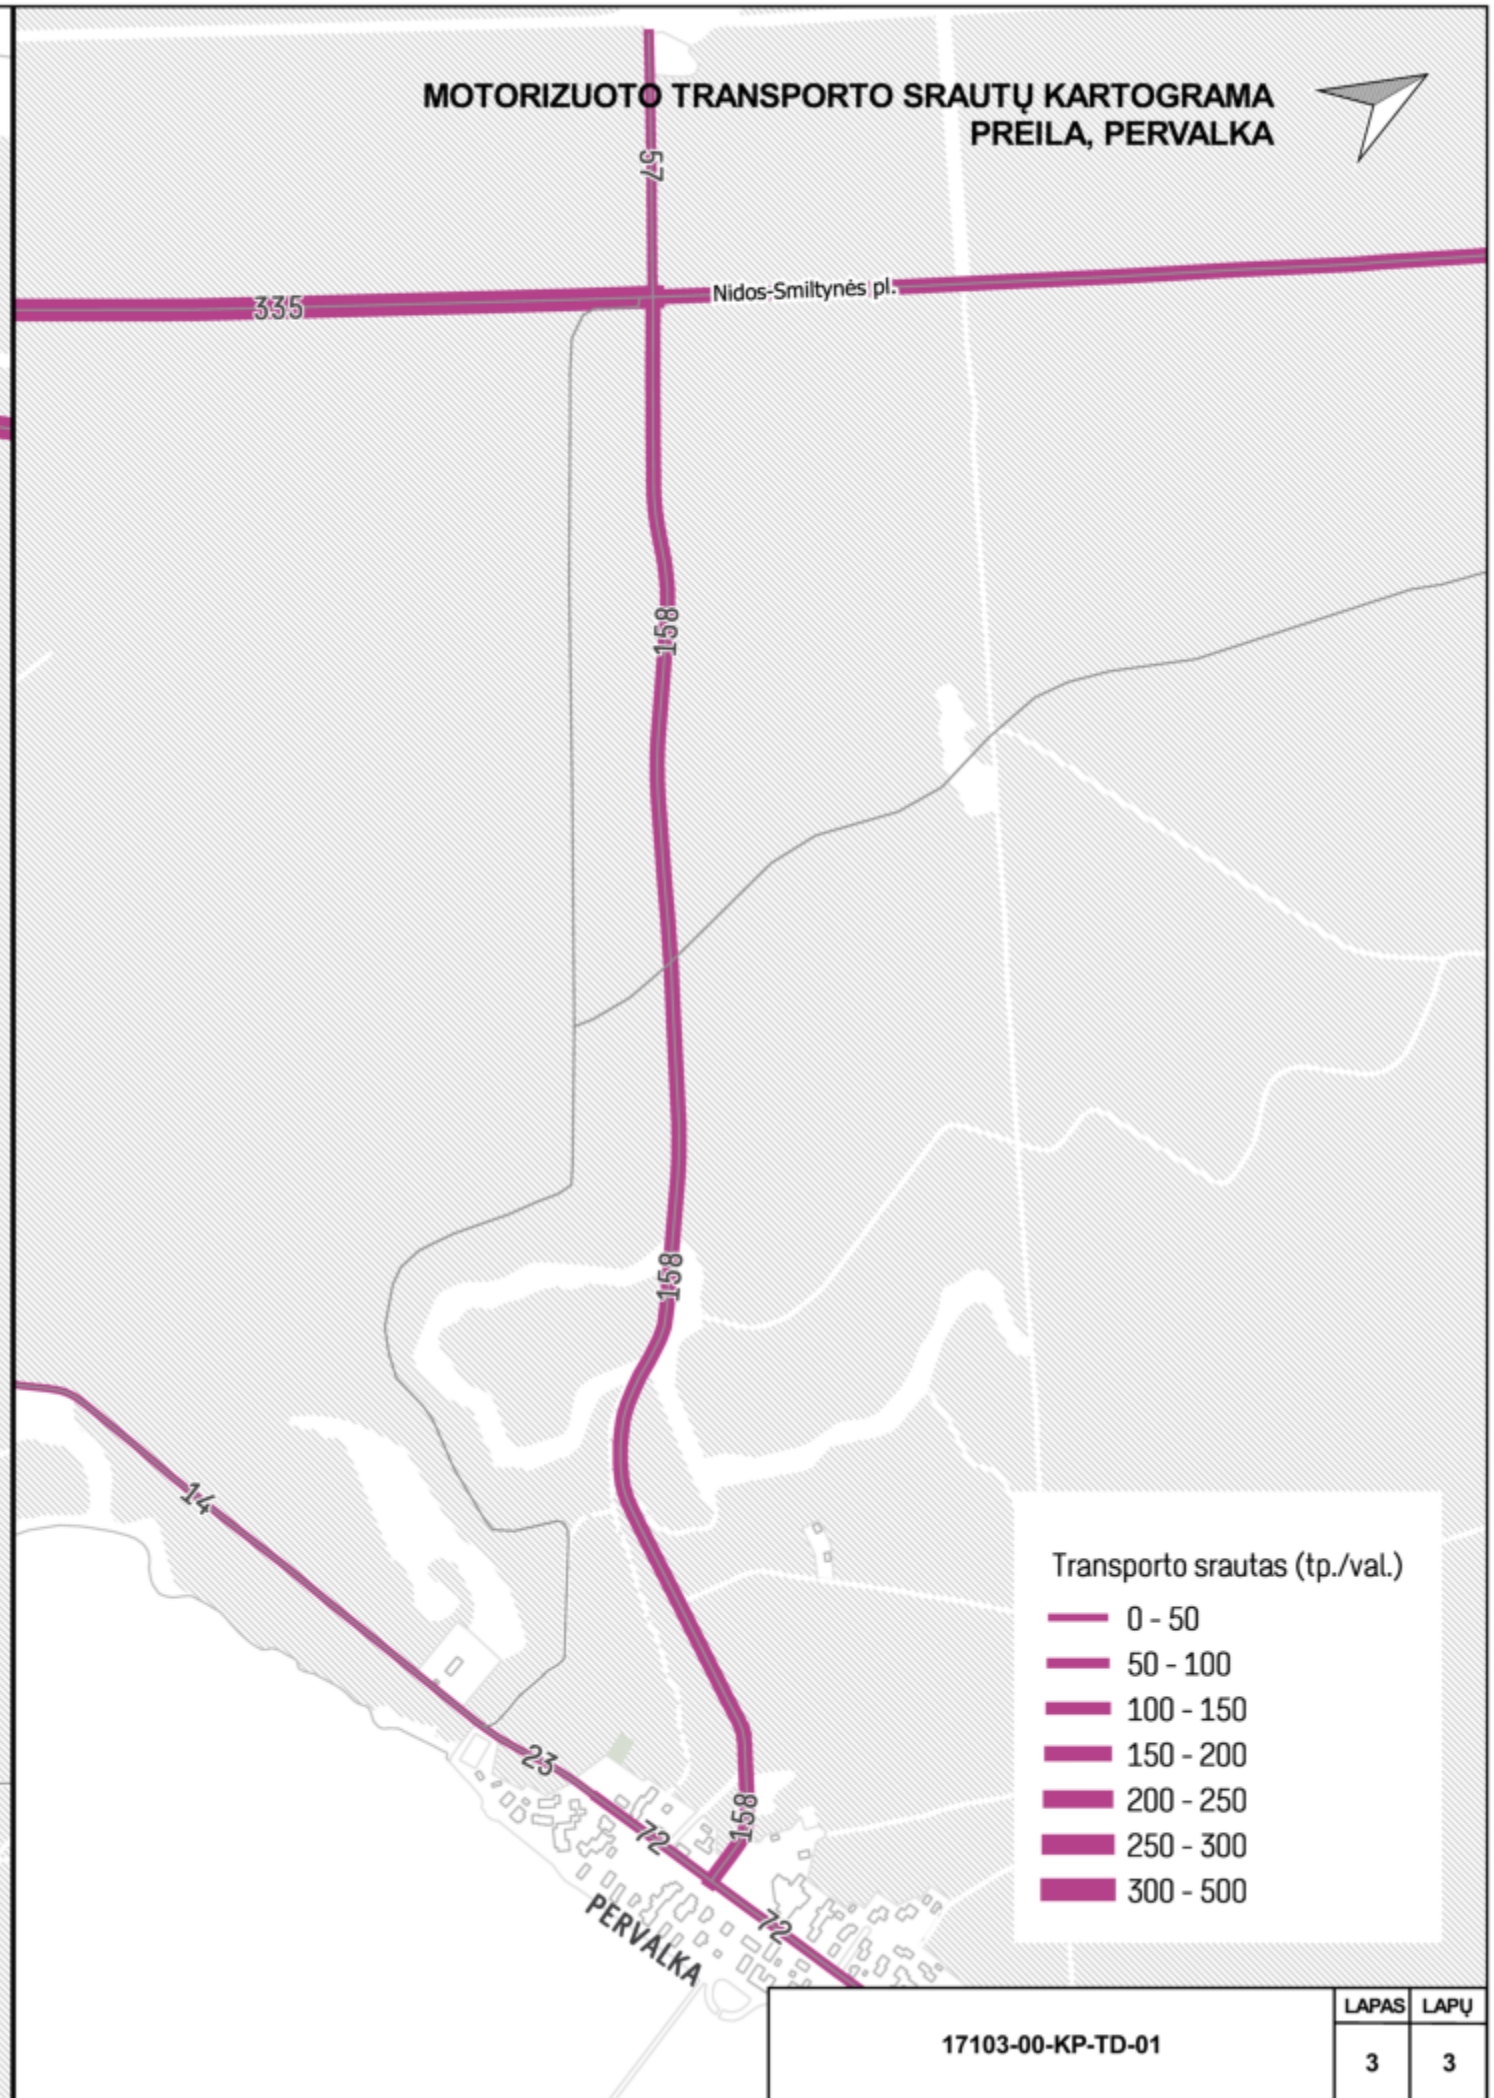 MOTORIZUOTO TRANSPORTO SRAUTŲ KARTOGRAMA
PREILA, PERVALKA
57
335
Nidos-Smiltynės pl.
158
158
14
23
72
158
72
PERVALKA
Transporto srautas (tp./val.)
0 - 50
50 - 100
100 - 150
150 - 200
200 - 250
250 - 300
300 - 500
17103-00-KP-TD-01
LAPAS LAPŲ
3 3